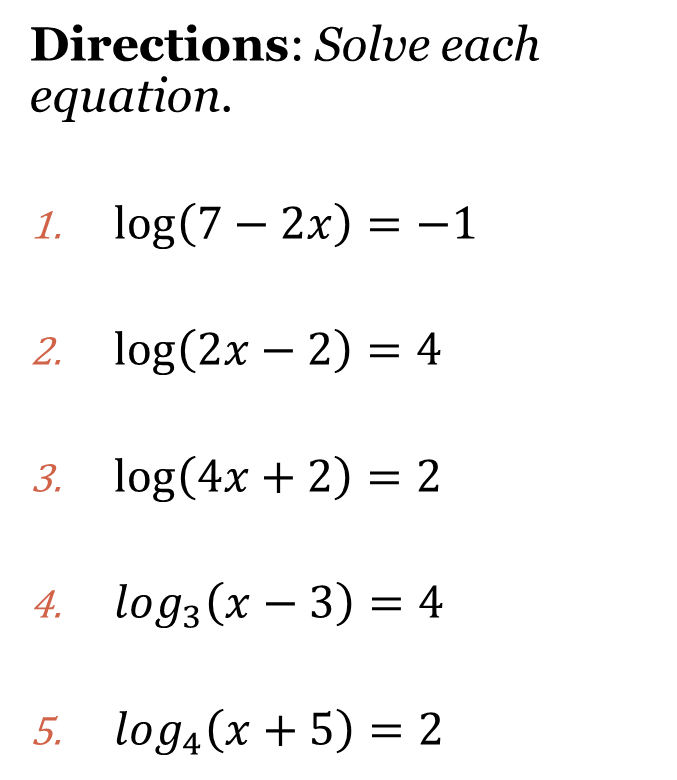 Directions: Solve each
equation.
1. log(7 − 2x) = −1
2. log(2x − 2) = 4
3. log(4x + 2) = 2
4. log₃(x − 3) = 4
5. log₄(x + 5) = 2